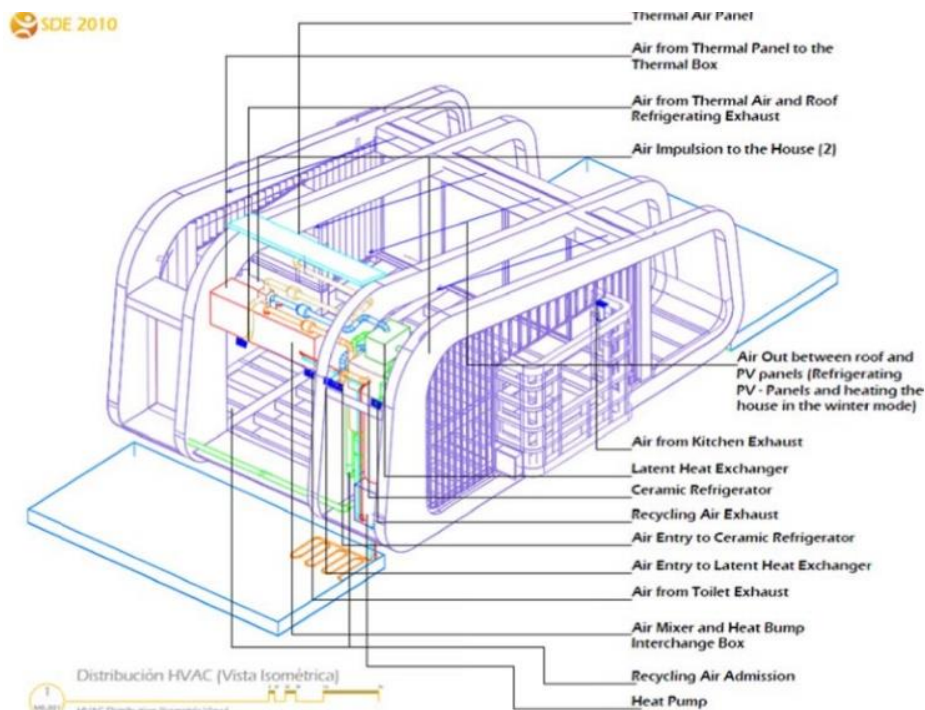 SDE 2010
Thermal Air Panel
Air from Thermal Panel to the
Thermal Box
Air from Thermal Air and Roof
Refrigerating Exhaust
Air Impulsion to the House (2)
Air Out between roof and
PV panels (Refrigerating
PV - Panels and heating the
house in the winter mode)
Air from Kitchen Exhaust
Latent Heat Exchanger
Ceramic Refrigerator
Recycling Air Exhaust
Air Entry to Ceramic Refrigerator
Air Entry to Latent Heat Exchanger
Air from Toilet Exhaust
Air Mixer and Heat Bump
Interchange Box
Recycling Air Admission
Heat Pump
Distribución HVAC (Vista Isométrica)
1